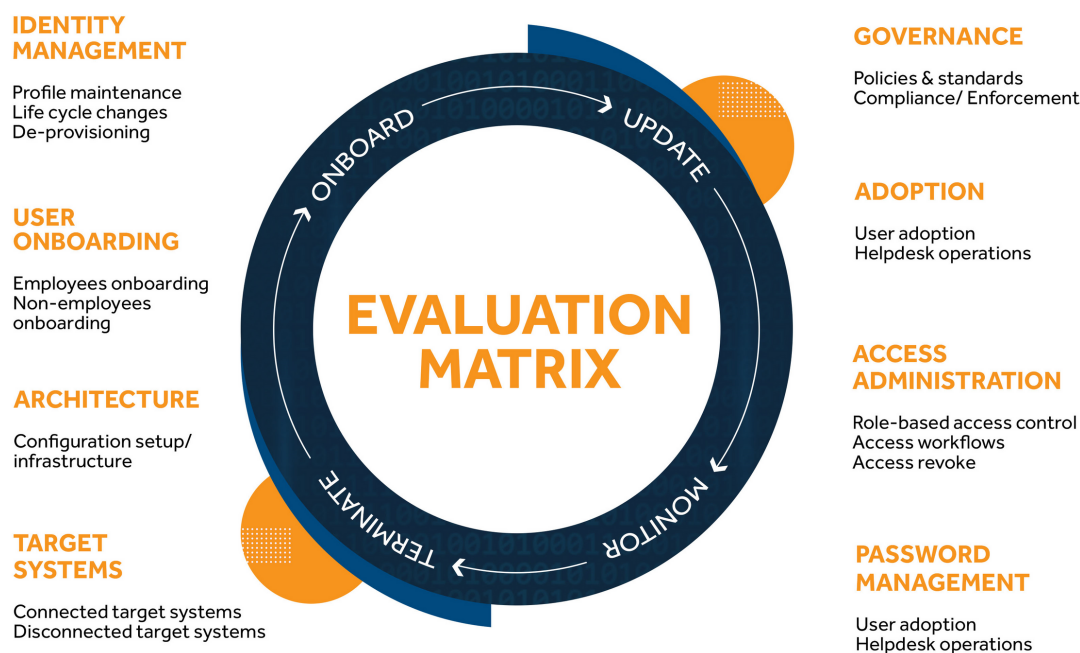 IDENTITY
MANAGEMENT
Profile maintenance
Life cycle changes
De-provisioning
USER
ONBOARDING
Employees onboarding
Non-employees
onboarding
ARCHITECTURE
Configuration setup/
infrastructure
TARGET
SYSTEMS
Connected target systems
Disconnected target systems
ONBOARD
UPDATE
MONITOR
TERMINATE
EVALUATION
MATRIX
GOVERNANCE
Policies & standards
Compliance/ Enforcement
ADOPTION
User adoption
Helpdesk operations
ACCESS
ADMINISTRATION
Role-based access control
Access workflows
Access revoke
PASSWORD
MANAGEMENT
User adoption
Helpdesk operations